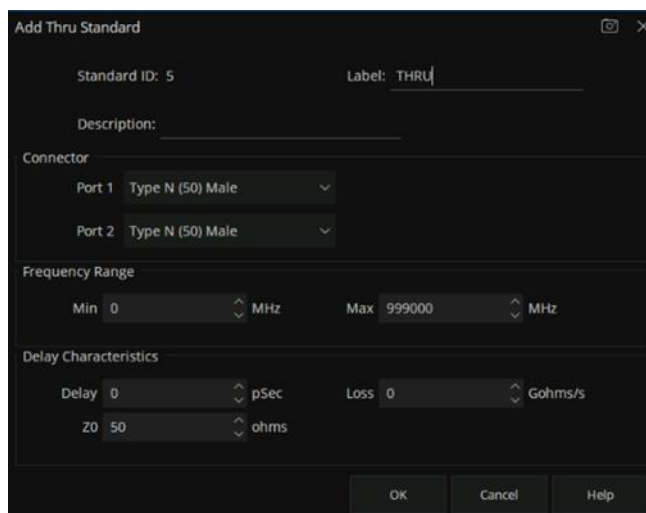 Add Thru Standard
Standard ID: 5 Label: THRU
Description:
Connector
Port 1 Type N (50) Male
Port 2 Type N (50) Male
Frequency Range
Min 0 MHz Max 999000 MHz
Delay Characteristics
Delay 0 pSec Loss 0 Gohms/s
Z0 50 ohms
OK Cancel Help